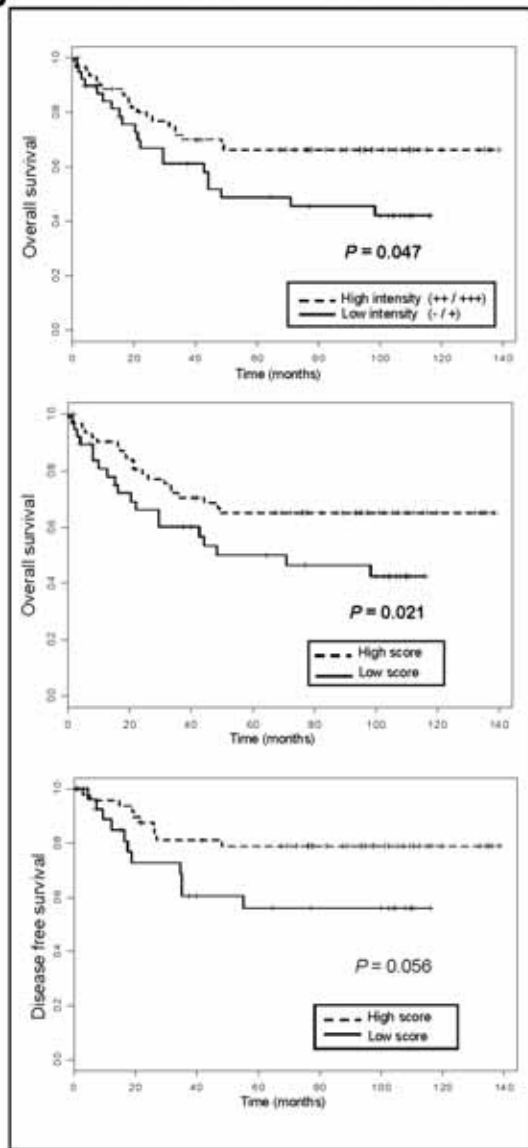 Overall survival
1.0
0.8
0.6
0.4
0.2
0.0
P = 0.047
High intensity (++ / +++)
Low intensity (- / +)
0 20 40 60 80 100 120 140
Time (months)
Overall survival
1.0
0.8
0.6
0.4
0.2
0.0
P = 0.021
High score
Low score
0 20 40 60 80 100 120 140
Time (months)
Disease free survival
1.0
0.8
0.6
0.4
0.2
0.0
P = 0.056
High score
Low score
0 20 40 60 80 100 120 140
Time (months)